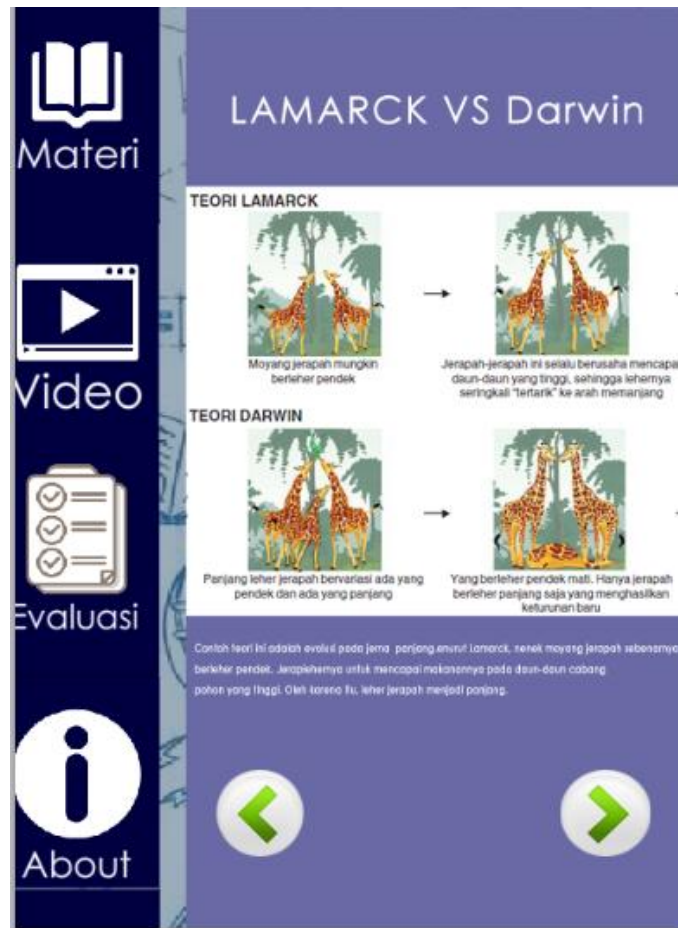 Materi
Video
Evaluasi
About
LAMARCK VS Darwin
TEORI LAMARCK
Moyang jerapah mungkin
berleher pendek
Jerapah-jerapah ini selalu berusaha mencapa
daun-daun yang tinggi, sehingga lehernya
seringkali "tertarik" ke arah memanjang
TEORI DARWIN
Panjang leher jerapah bervariasi ada yang
pendek dan ada yang panjang
Yang berleher pendek mati. Hanya jerapah
berleher panjang saja yang menghasilkan
keturunan baru
Contoh teori ini adalah evolusi pada jerna panjang.enurut Lamarck, nenek moyang jerapah sebenarnya
berleher pendek. Jerapiehernya untuk mencapai makanannya pada daun-daun cabang
pohon yang tinggi. Oleh karena itu, leher jerapah menjadi panjang.